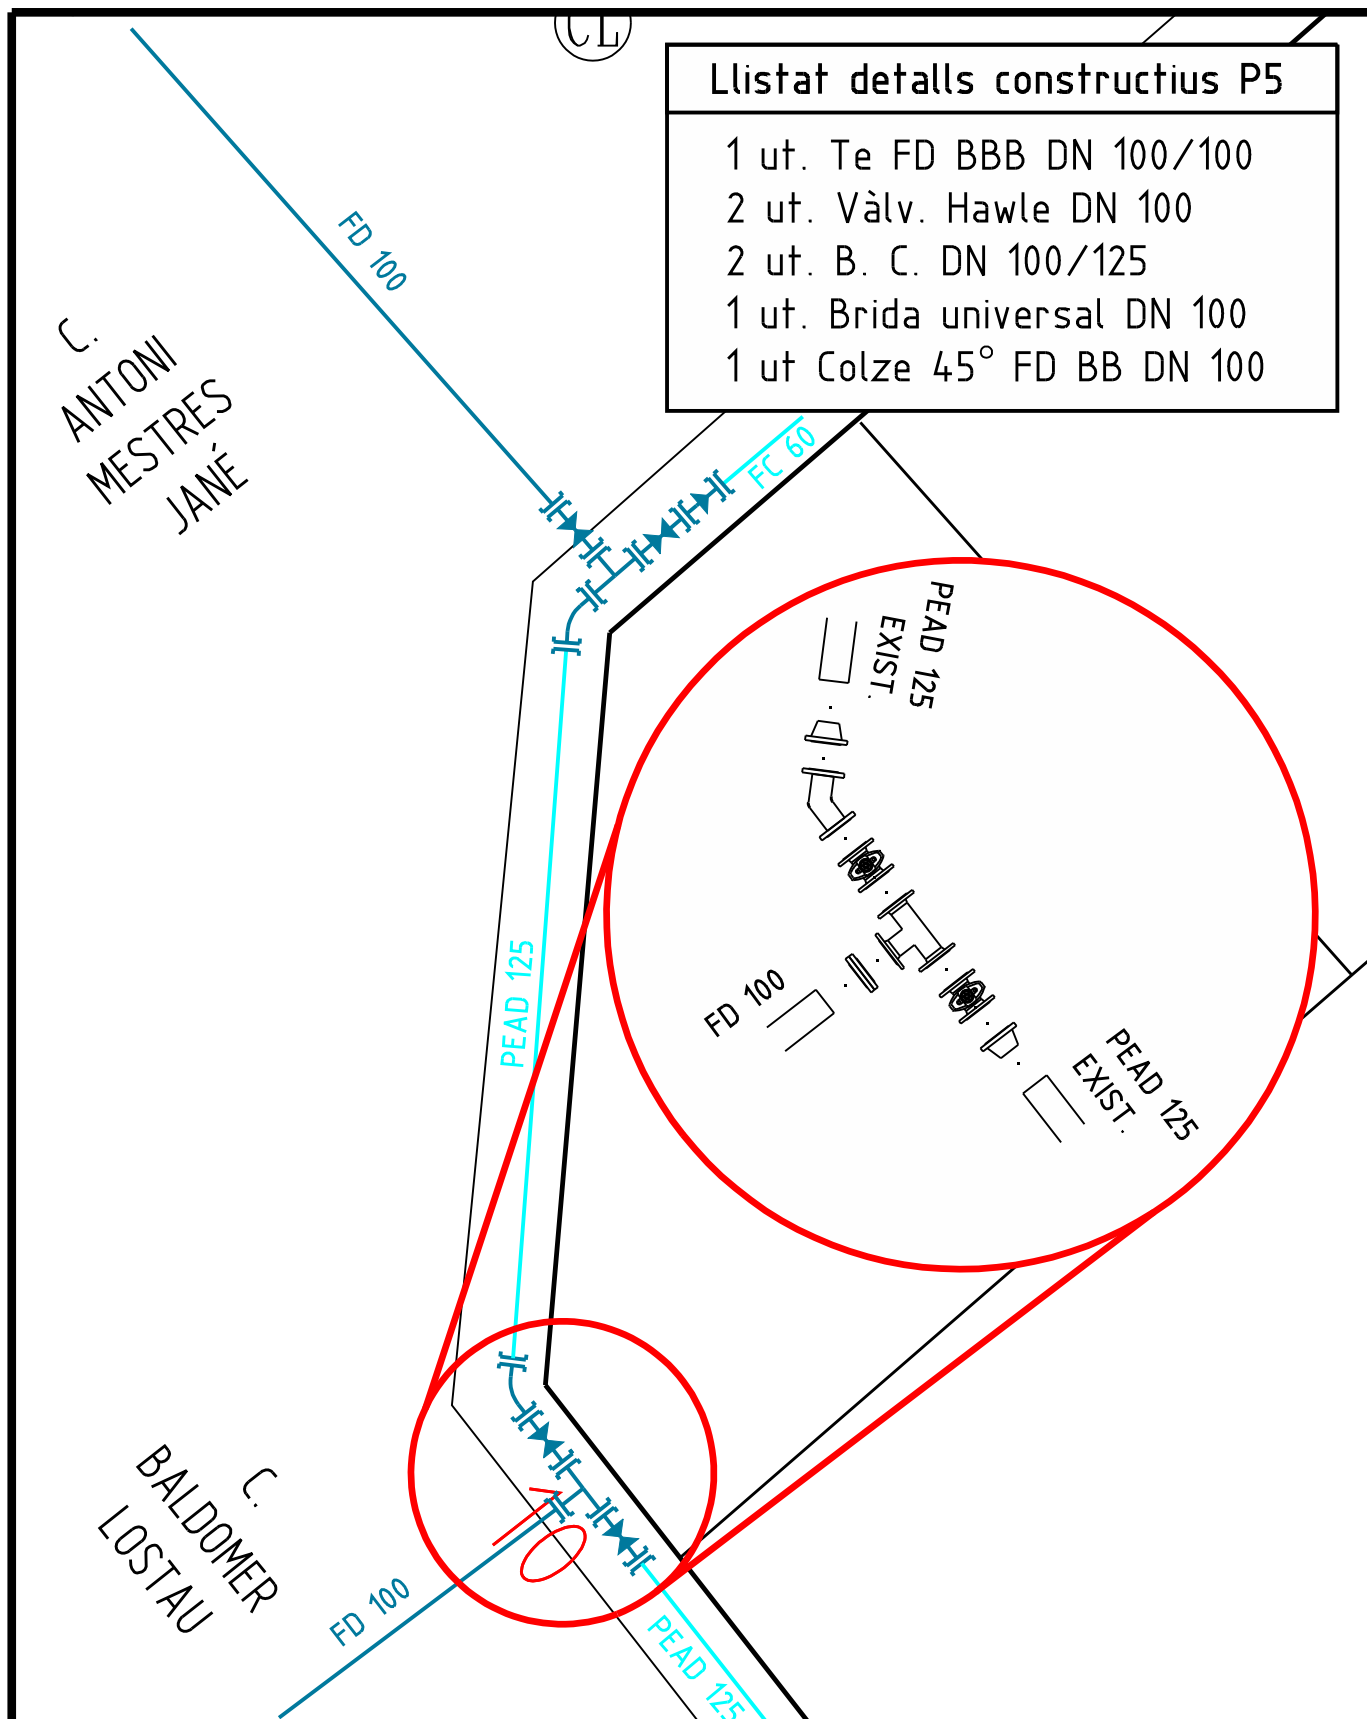 CL
Llistat detalls constructius P5
1 ut. Te FD BBB DN 100/100
2 ut. Vàlv. Hawle DN 100
2 ut. B. C. DN 100/125
1 ut. Brida universal DN 100
1 ut Colze 45° FD BB DN 100
FD 100
C.
ANTONI
MESTRES
JANÉ
FC 60
PEAD 125
EXIST.
PEAD 125
FD 100
PEAD 125
EXIST.
C.
BALDOMER
LOSTAU
FD 100
PEAD 125